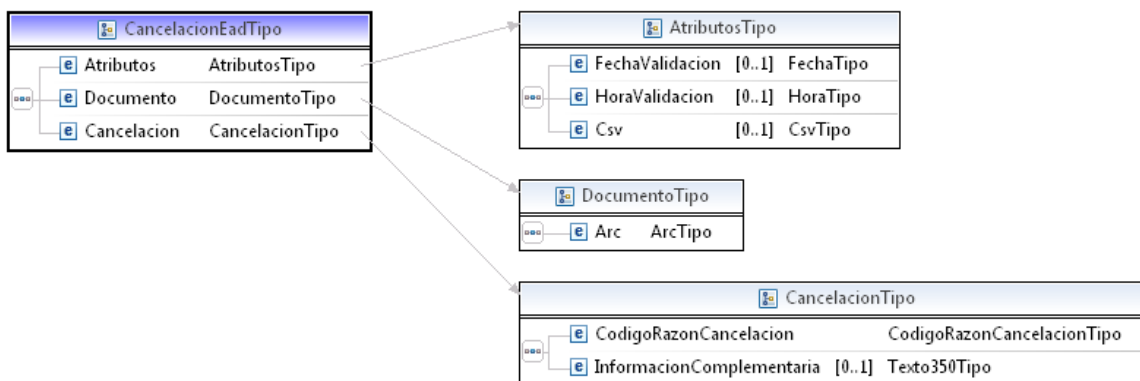 CancelacionEadTipo
e Atributos AtributosTipo
e Documento DocumentoTipo
e Cancelacion CancelacionTipo
AtributosTipo
e FechaValidacion [0..1] FechaTipo
e HoraValidacion [0..1] HoraTipo
e Csv [0..1] CsvTipo
DocumentoTipo
e Arc ArcTipo
CancelacionTipo
e CodigoRazonCancelacion CodigoRazonCancelacionTipo
e InformacionComplementaria [0..1] Texto350Tipo